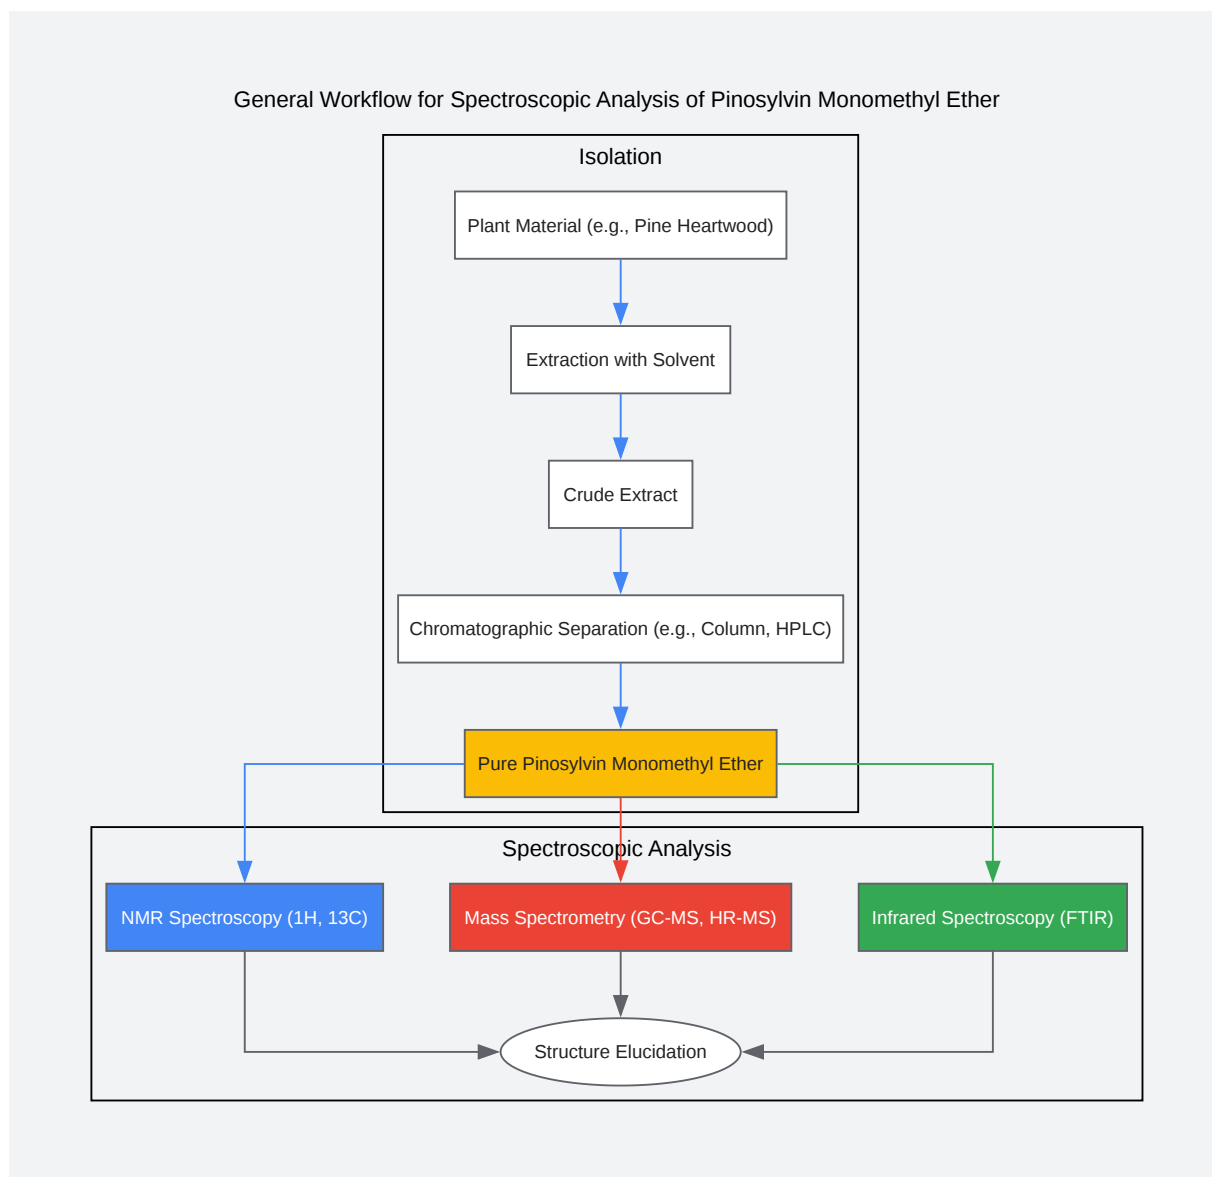 General Workflow for Spectroscopic Analysis of Pinosylvin Monomethyl Ether
Isolation
Plant Material (e.g., Pine Heartwood)
Extraction with Solvent
Crude Extract
Chromatographic Separation (e.g., Column, HPLC)
Pure Pinosylvin Monomethyl Ether
Spectroscopic Analysis
NMR Spectroscopy (1H, 13C)
Mass Spectrometry (GC-MS, HR-MS)
Infrared Spectroscopy (FTIR)
Structure Elucidation